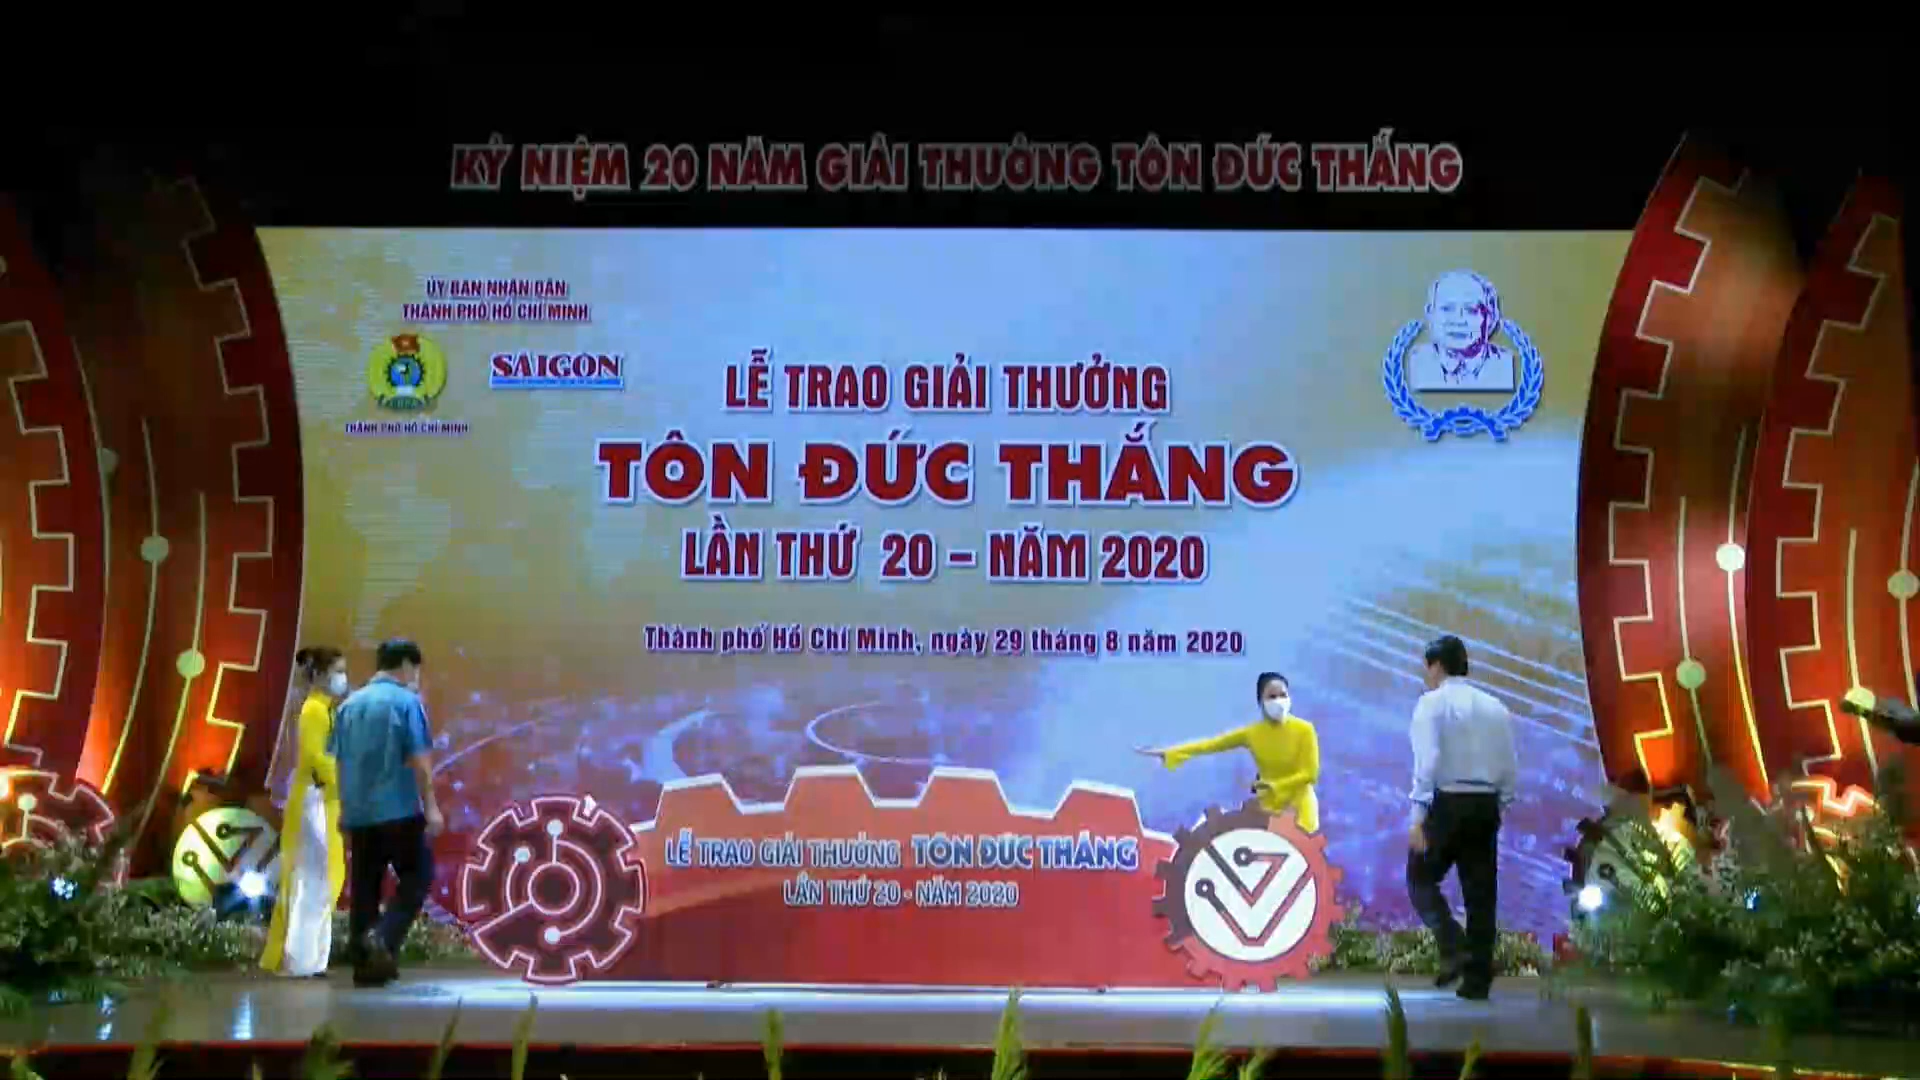 KỶ NIỆM 20 NĂM GIẢI THƯỞNG TÔN ĐỨC THẮNG
ỦY BAN NHÂN DÂN
THÀNH PHỐ HỒ CHÍ MINH
SAIGON
THÀNH PHỐ HỒ CHÍ MINH
LỄ TRAO GIẢI THƯỞNG
TÔN ĐỨC THẮNG
LẦN THỨ 20 – NĂM 2020
Thành phố Hồ Chí Minh, ngày 29 tháng 8 năm 2020
LỄ TRAO GIẢI THƯỞNG TÔN ĐỨC THẮNG
LẦN THỨ 20 - NĂM 2020